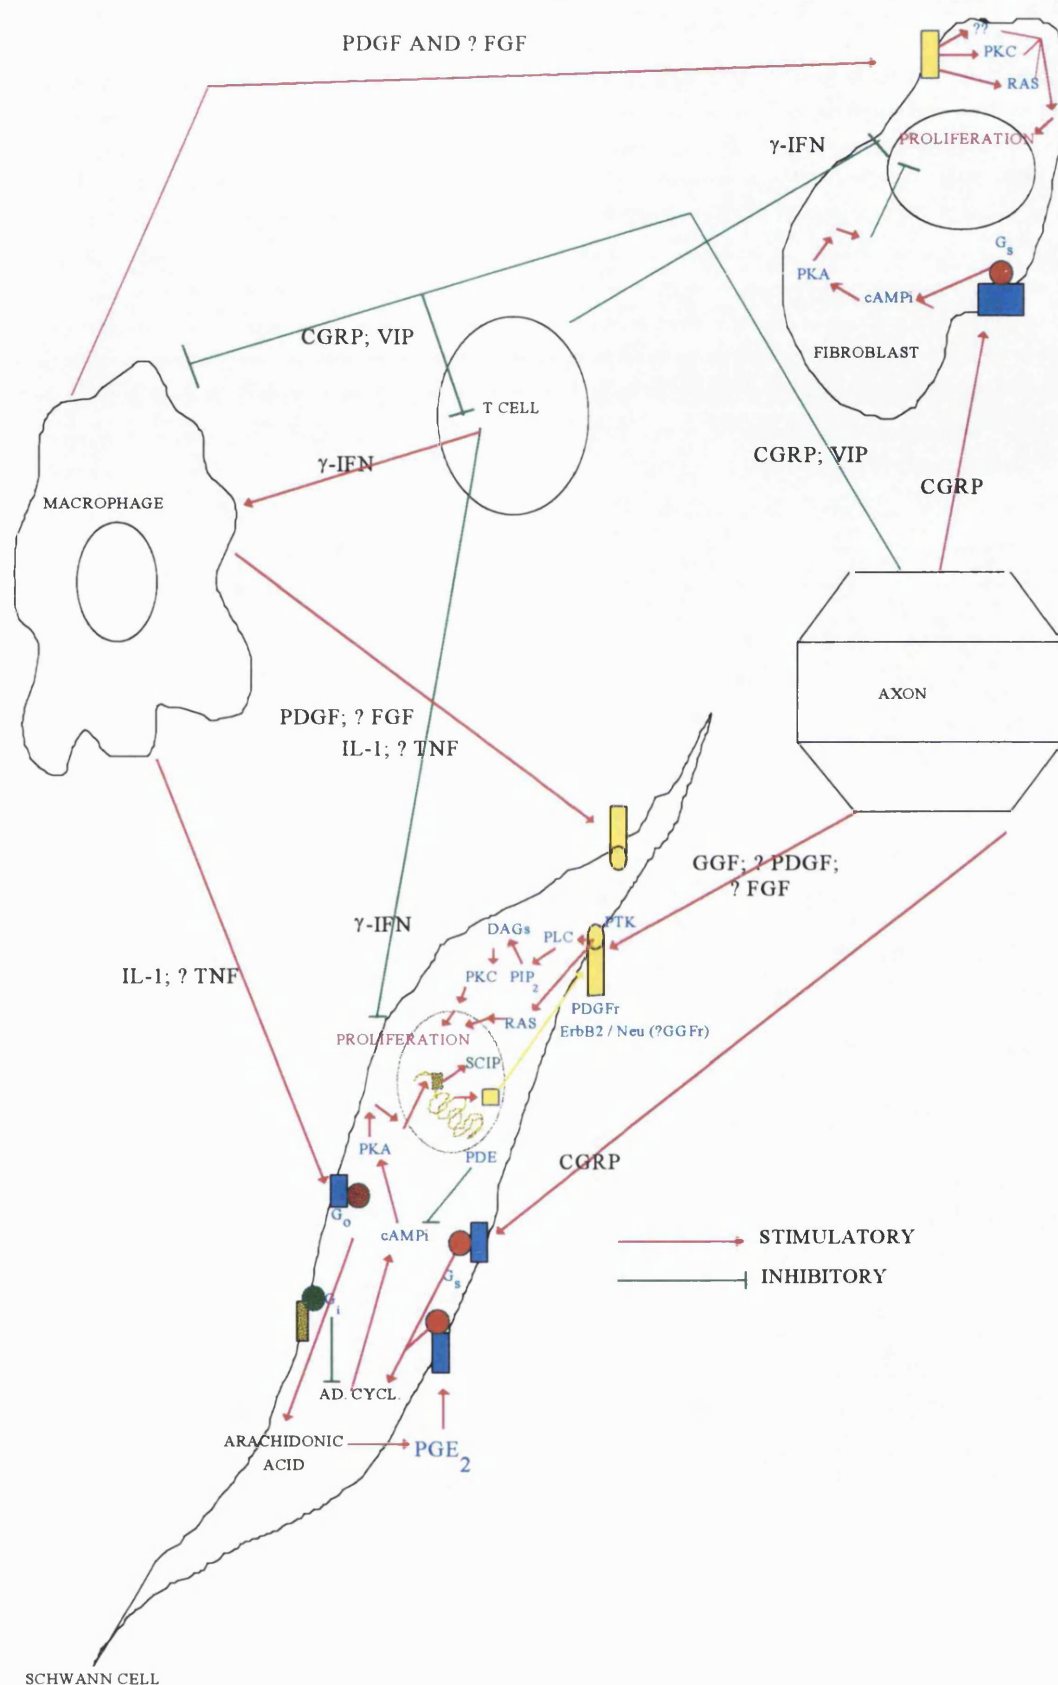 PDGF AND ? FGF
??
PKC
RAS
γ-IFN
PROLIFERATION
Gs
PKA
cAMPi
FIBROBLAST
CGRP; VIP
T CELL
γ-IFN
MACROPHAGE
CGRP; VIP
CGRP
AXON
PDGF; ? FGF
IL-1; ? TNF
GGF; ? PDGF;
? FGF
γ-IFN
DAGs
PLC
PTK
IL-1; ? TNF
PKC
PIP2
PDGFr
RAS
ErbB2 / Neu (?GGFr)
PROLIFERATION
SCIP
PKA
PDE
CGRP
Go
cAMPi
STIMULATORY
Gs
INHIBITORY
Gi
AD. CYCL.
ARACHIDONIC
ACID
PGE2
SCHWANN CELL